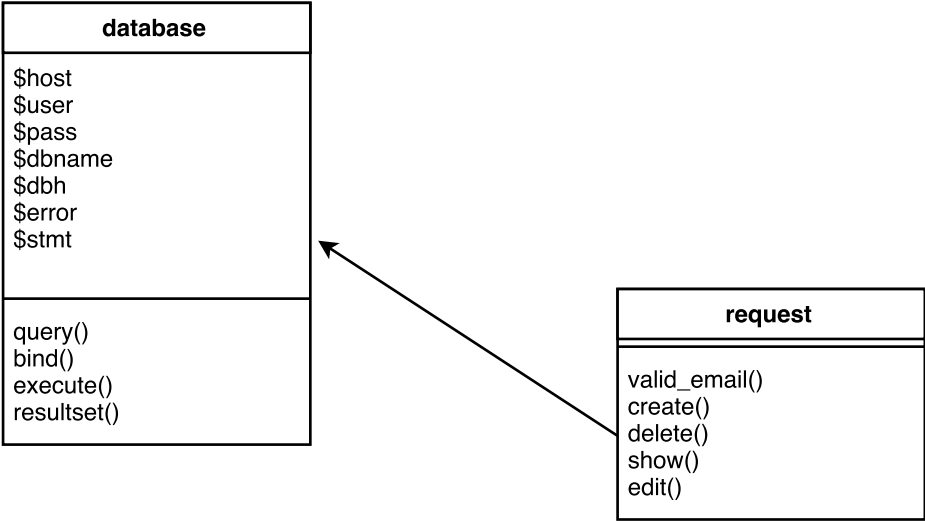 database
$host
$user
$pass
$dbname
$dbh
$error
$stmt
query()
bind()
execute()
resultset()
request
valid_email()
create()
delete()
show()
edit()